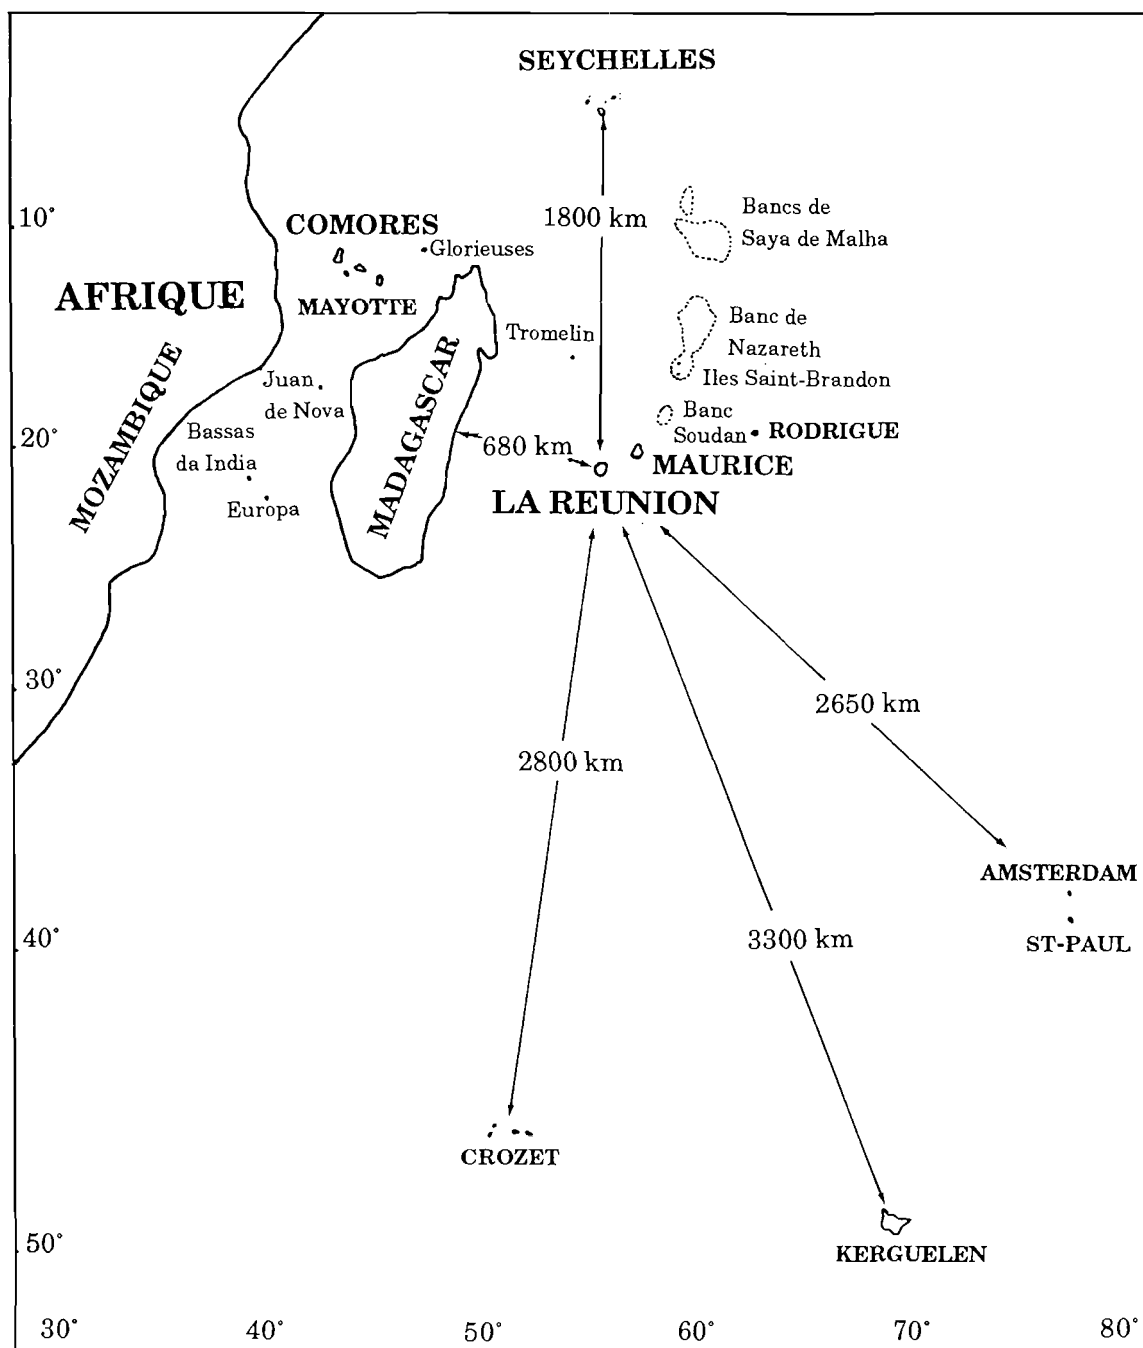 SEYCHELLES
1800 km
Bancs de
Saya de Malha
10°
COMORES
Glorieuses
AFRIQUE
MAYOTTE
Banc de
Nazareth
Iles Saint-Brandon
Tromelin
MOZAMBIQUE
MADAGASCAR
Juan
de Nova
Banc
Soudan
RODRIGUE
20°
Bassas
da India
680 km
MAURICE
Europa
LA REUNION
30°
2650 km
2800 km
AMSTERDAM
40°
3300 km
ST-PAUL
CROZET
50°
KERGUELEN
30°
40°
50°
60°
70°
80°